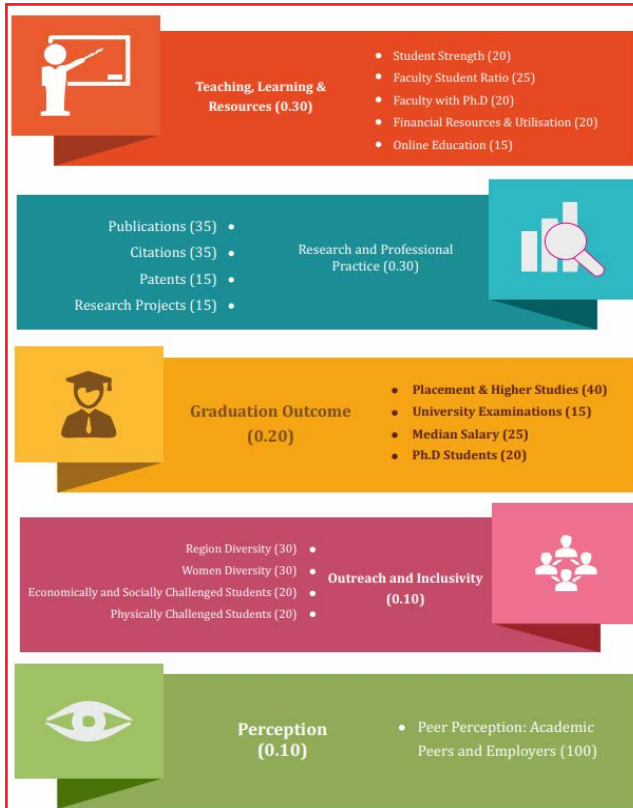 Teaching, Learning &
Resources (0.30)
• Student Strength (20)
• Faculty Student Ratio (25)
• Faculty with Ph.D (20)
• Financial Resources & Utilisation (20)
• Online Education (15)
Publications (35) •
Citations (35) •
Patents (15) •
Research Projects (15) •
Research and Professional
Practice (0.30)
Graduation Outcome
(0.20)
• Placement & Higher Studies (40)
• University Examinations (15)
• Median Salary (25)
• Ph.D Students (20)
Region Diversity (30) •
Women Diversity (30) •
Economically and Socially Challenged Students (20) •
Physically Challenged Students (20) •
Outreach and Inclusivity
(0.10)
Perception
(0.10)
• Peer Perception: Academic
Peers and Employers (100)